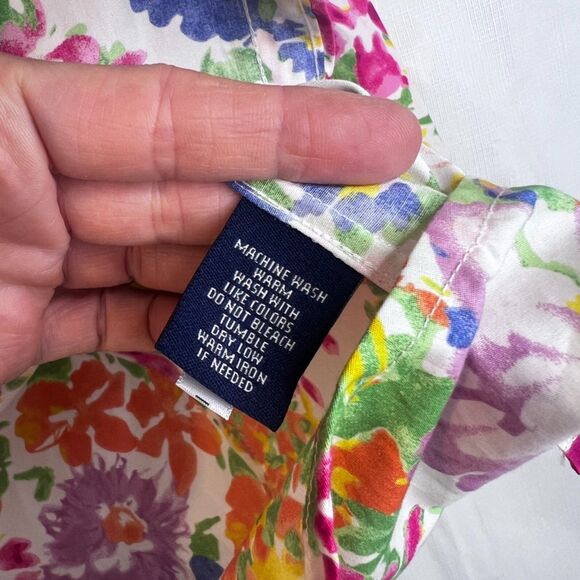 MACHINE WASH
WARM
WASH WITH
LIKE COLORS
DO NOT BLEACH
TUMBLE
DRY LOW
WARM IRON
IF NEEDED